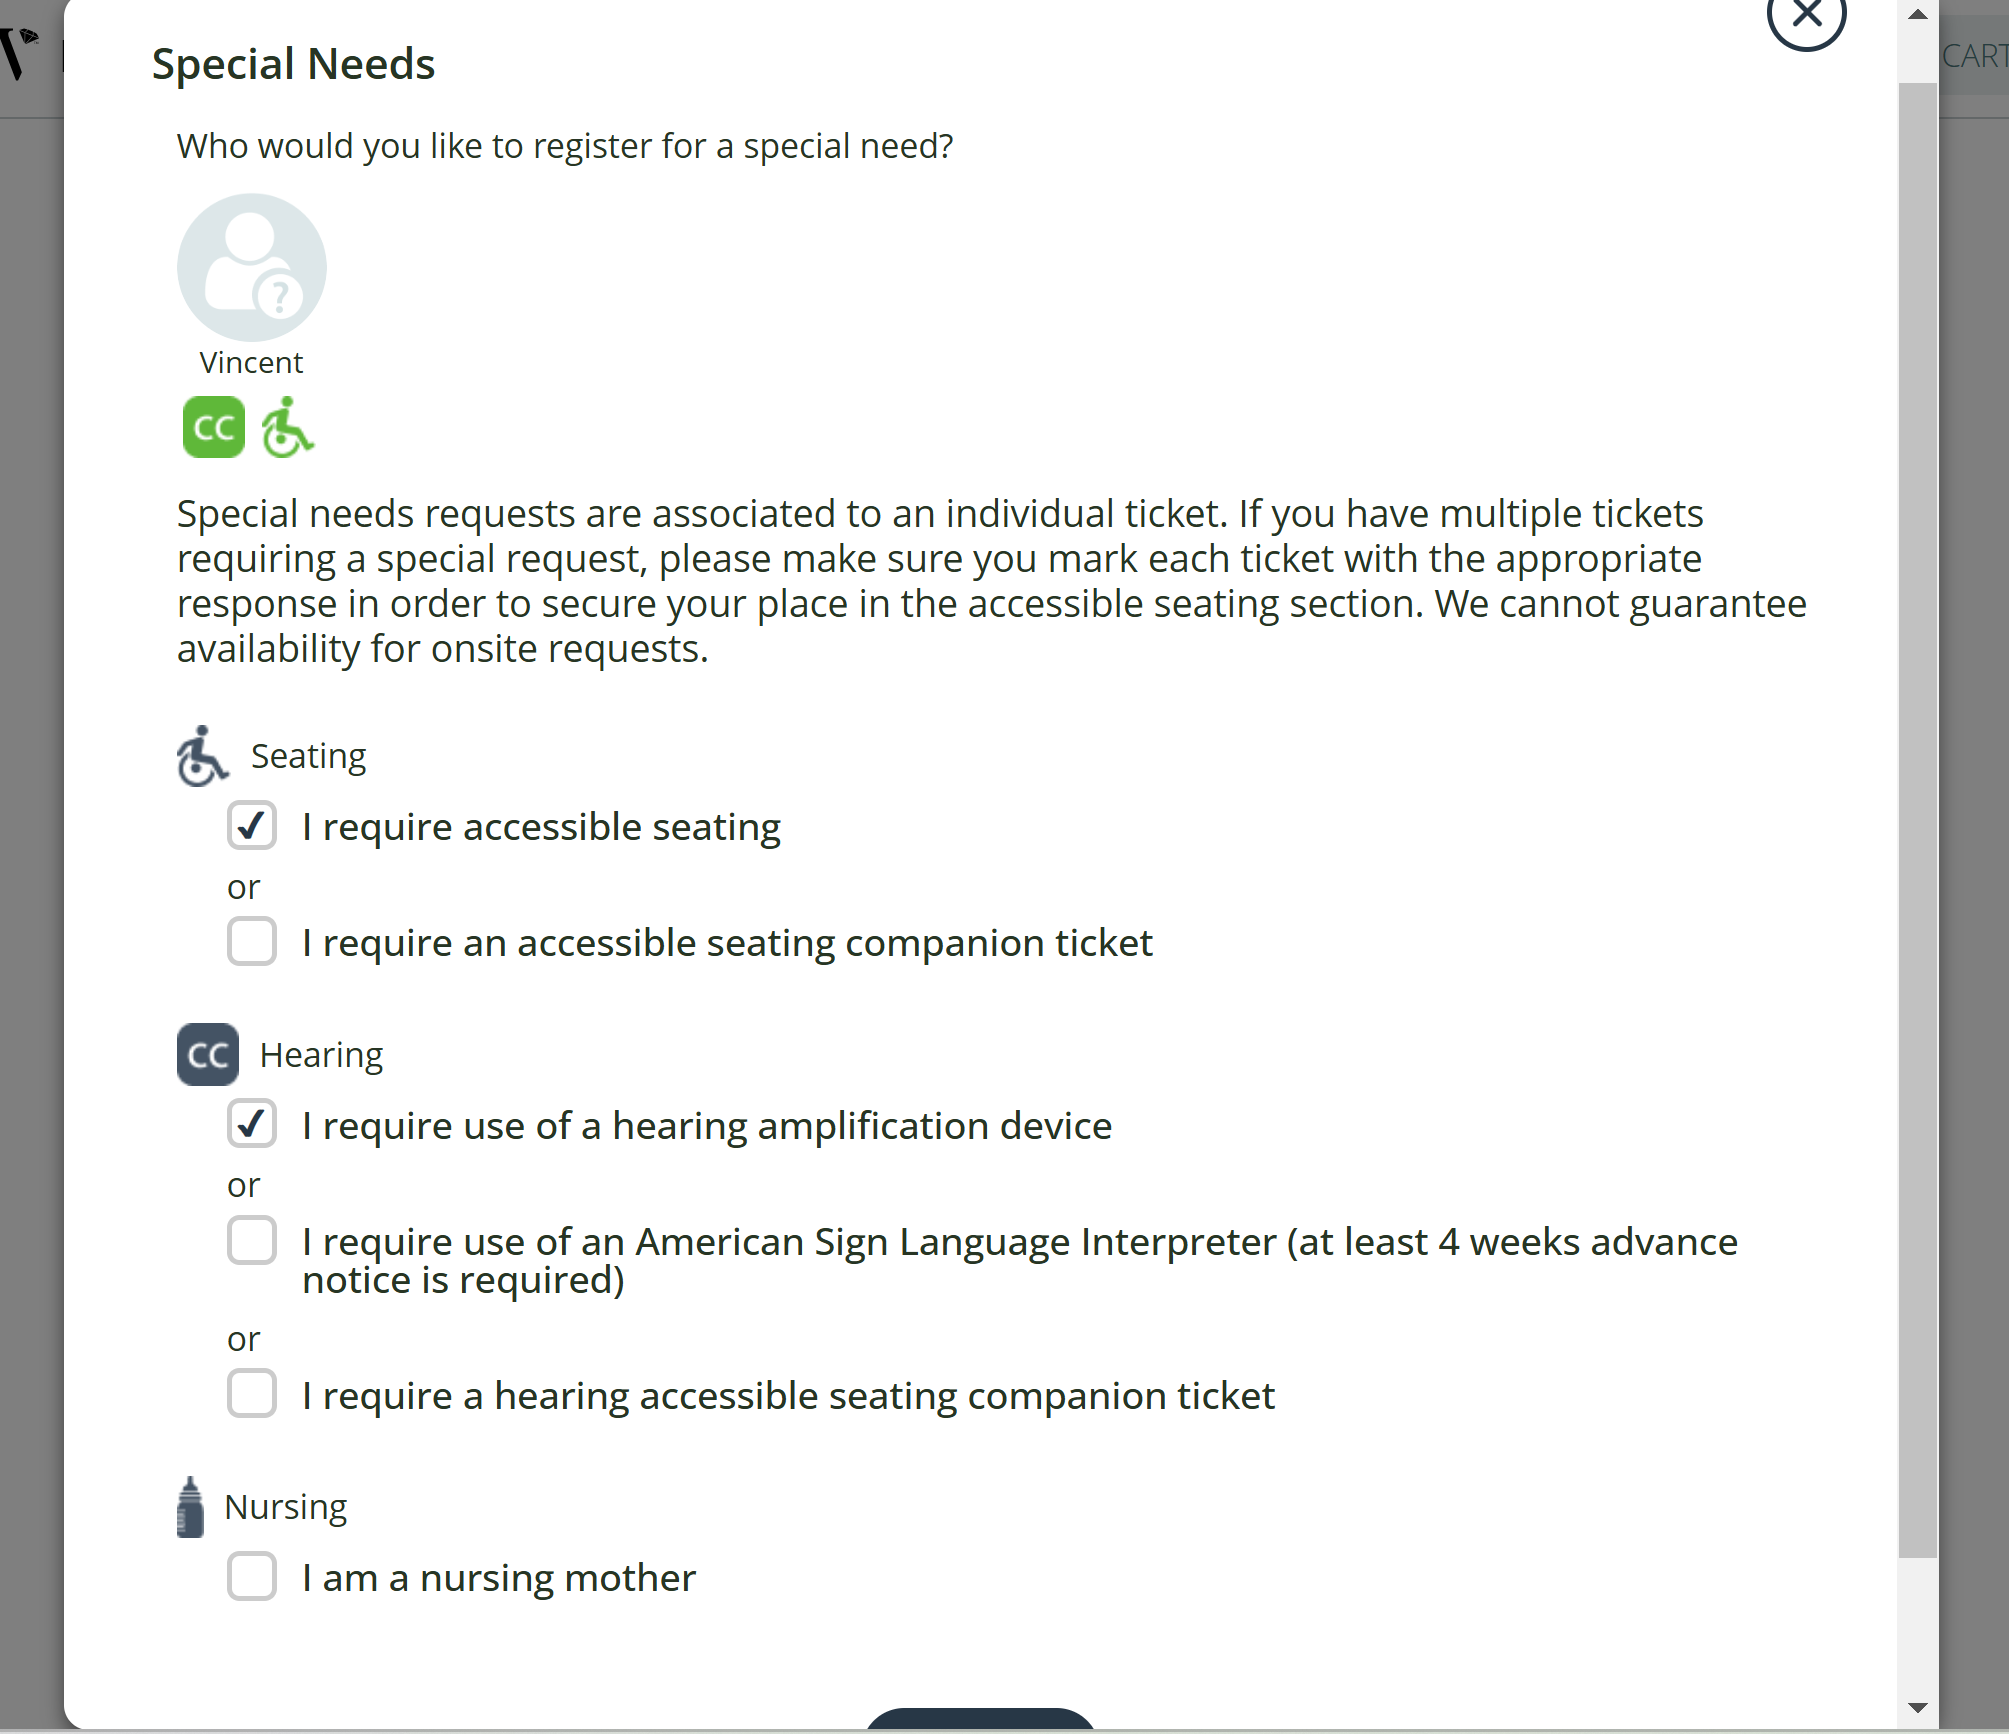 CART
Special Needs
Who would you like to register for a special need?
?
Vincent
CC
Special needs requests are associated to an individual ticket. If you have multiple tickets
requiring a special request, please make sure you mark each ticket with the appropriate
response in order to secure your place in the accessible seating section. We cannot guarantee
availability for onsite requests.
Seating
I require accessible seating
or
I require an accessible seating companion ticket
CC Hearing
I require use of a hearing amplification device
or
I require use of an American Sign Language Interpreter (at least 4 weeks advance
notice is required)
or
I require a hearing accessible seating companion ticket
Nursing
I am a nursing mother